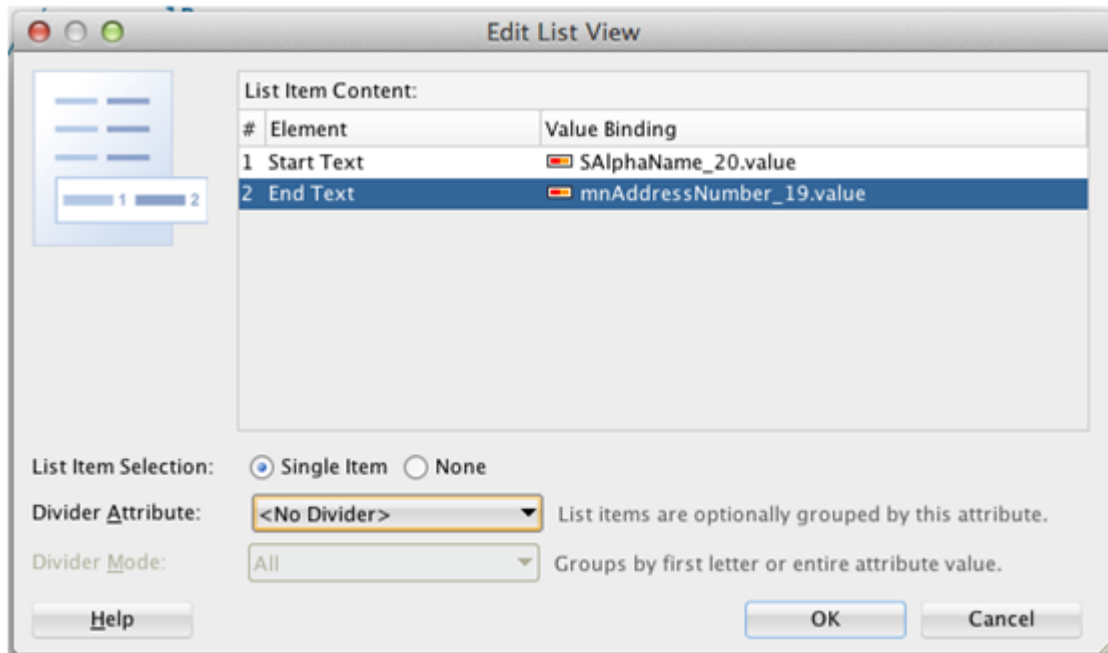 Edit List View
List Item Content:
# Element Value Binding
1 Start Text SAlphaName_20.value
2 End Text mnAddressNumber_19.value
1 2
List Item Selection: Single Item None
Divider Attribute: <No Divider> List items are optionally grouped by this attribute.
Divider Mode: All Groups by first letter or entire attribute value.
Help OK Cancel